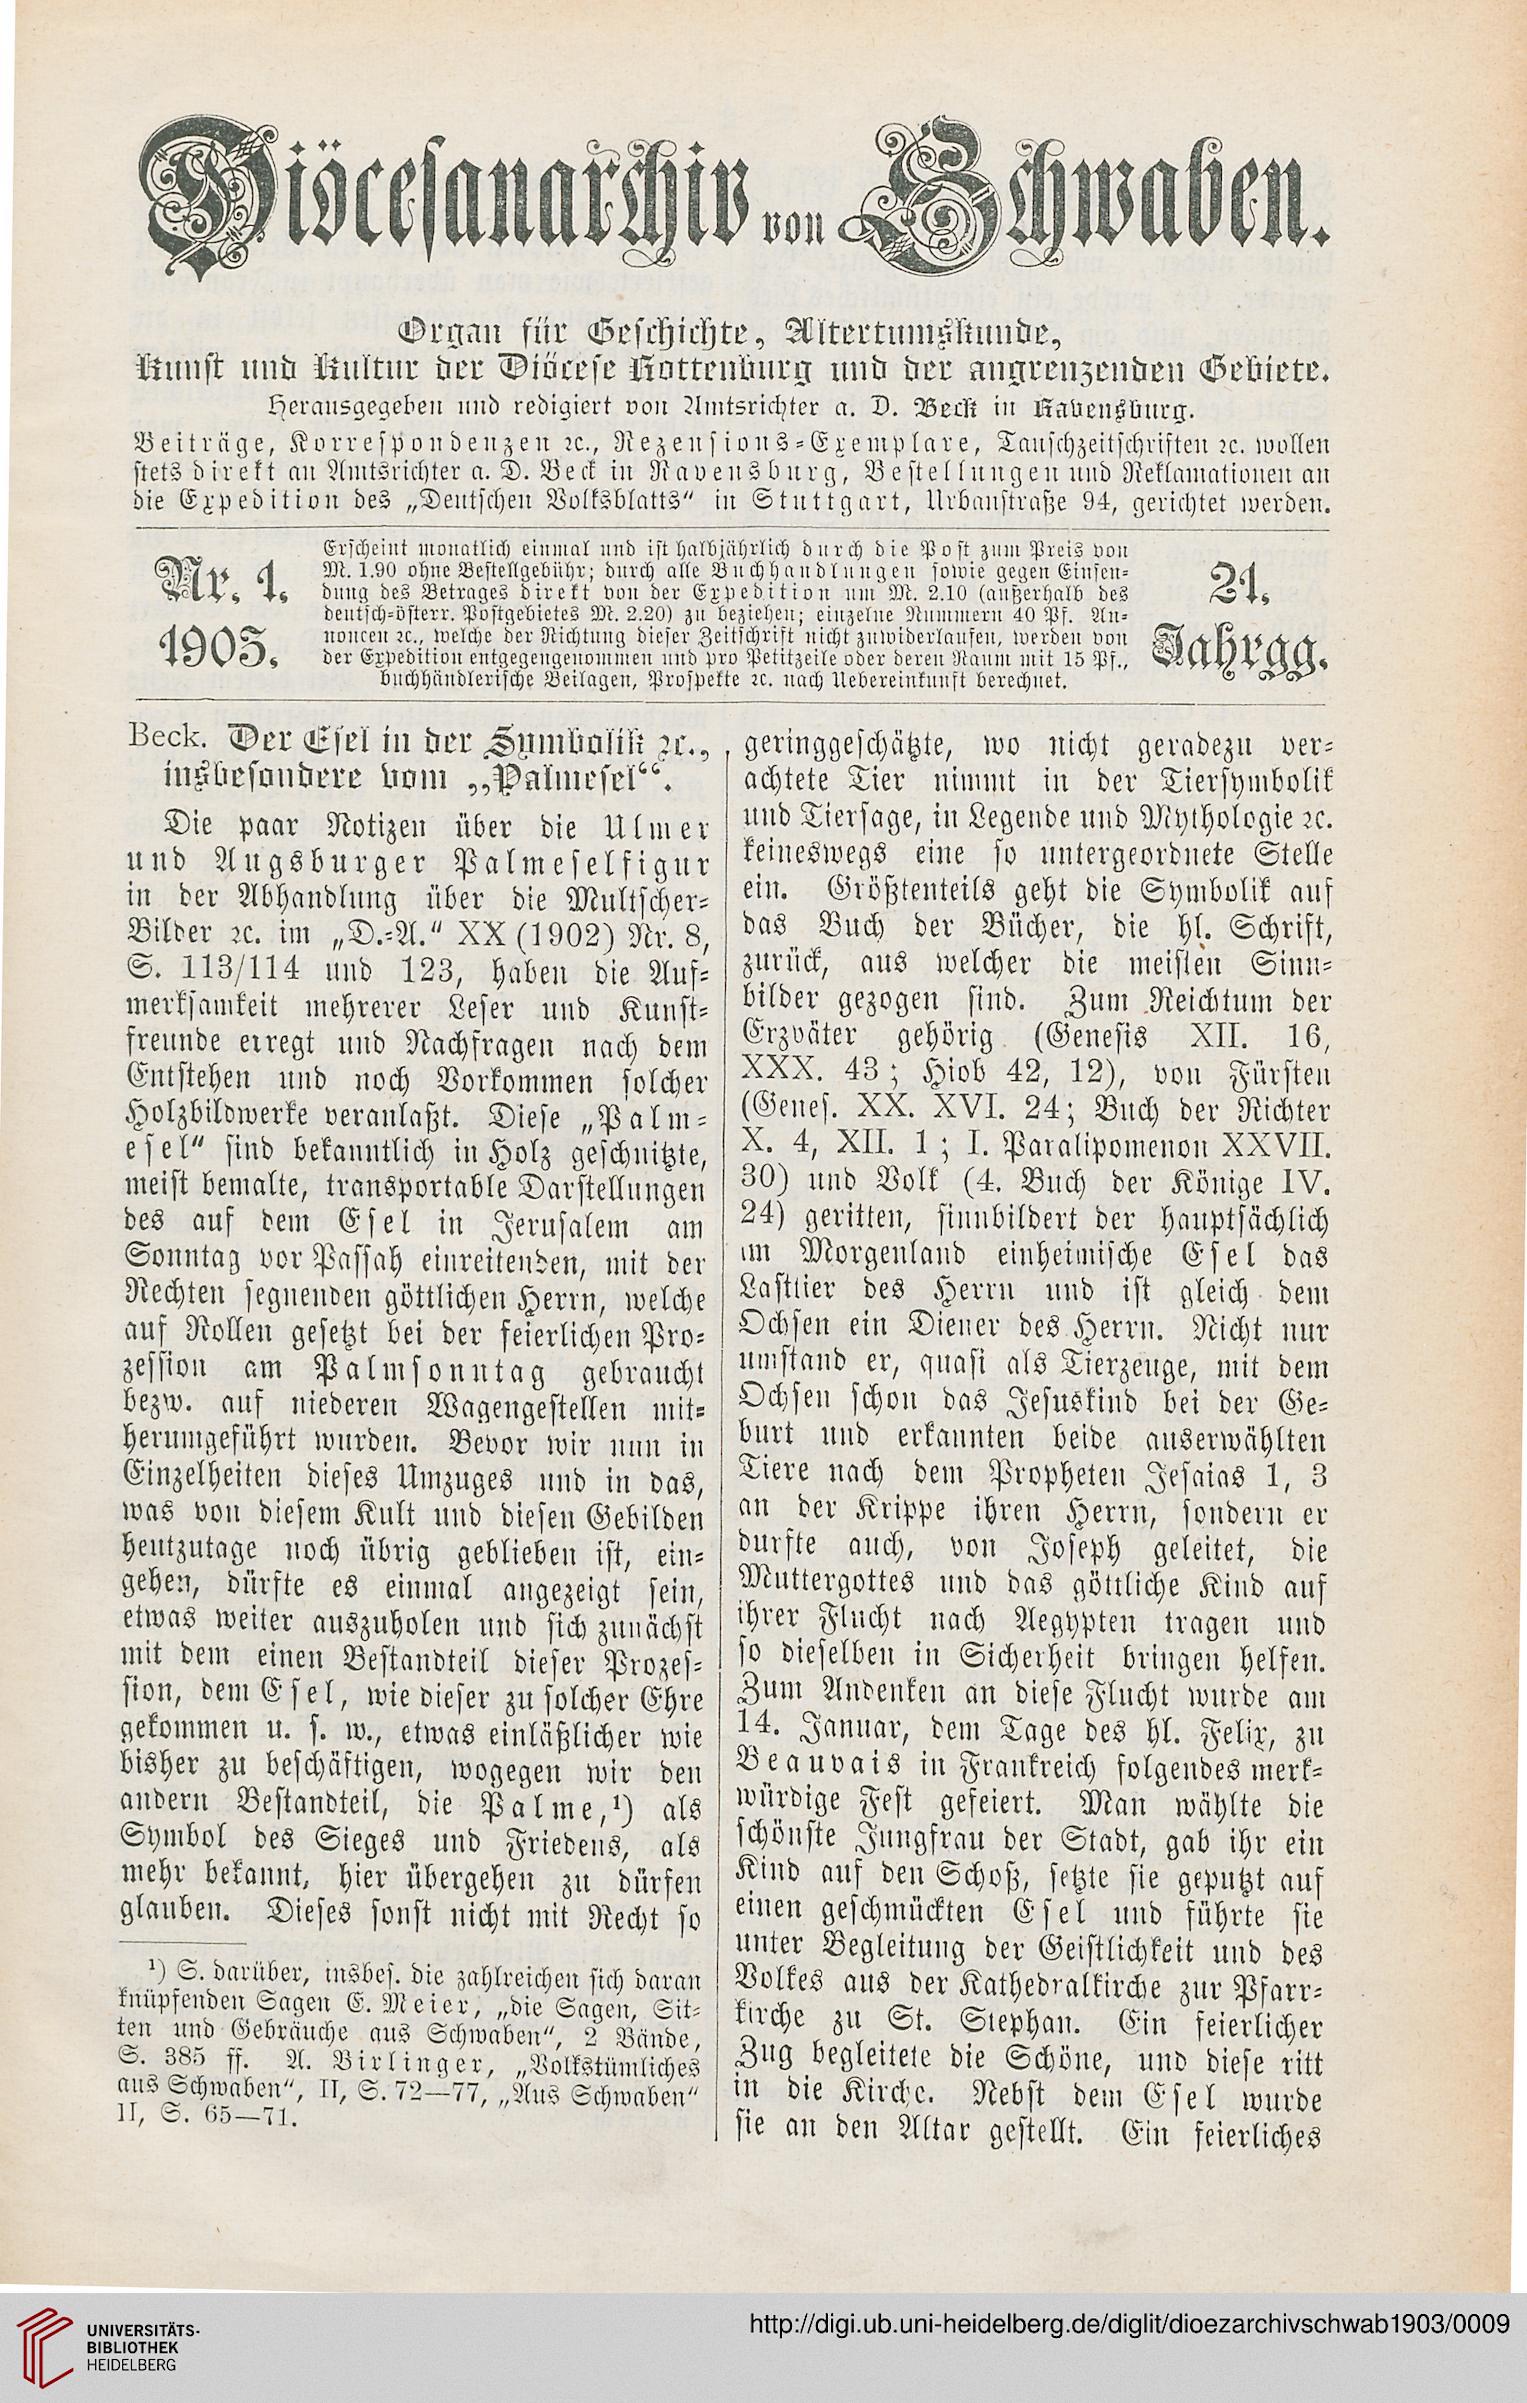 Diöcesanarchiv von Schwaben.
Organ für Geschichte, Altertumskunde,
Kunst und Kultur der Diöcese Rottenburg und der angrenzenden Gebiete.
Herausgegeben und redigiert von Amtsrichter a. D. Beck in Ravensburg.
Beiträge, Korrespondenzen ꝛc., Rezensions-Exemplare, Tauschzeitschriften ꝛc. wollen
stets direkt an Amtsrichter a. D. Beck in Ravensburg, Bestellungen und Reklamationen an
die Expedition des „Deutschen Volksblatts“ in Stuttgart, Urbanstraße 94, gerichtet werden.
Nr. 1.
1903.
Erscheint monatlich einmal und ist halbjährlich durch die Post zum Preis von
M. 1.90 ohne Bestellgebühr; durch alle Buchhandlungen sowie gegen Einsen-
dung des Betrages direkt von der Expedition um M. 2.10 (außerhalb des
deutsch-österr. Postgebietes M. 2.20) zu beziehen; einzelne Nummern 40 Pf. An-
noncen ꝛc., welche der Richtung dieser Zeitschrift nicht zuwiderlaufen, werden von
der Expedition entgegengenommen und pro Petitzeile oder deren Raum mit 15 Pf.,
buchhändlerische Beilagen, Prospekte ꝛc. nach Uebereinkunft berechnet.
21.
Jahrgg.
Beck. Der Esel in der Symbolik ꝛc.,
insbesondere vom „Palmesel“.
Die paar Notizen über die Ulmer
und Augsburger Palmeselfigur
in der Abhandlung über die Multscher-
Bilder ꝛc. im „D.-A.“ XX (1902) Nr. 8,
S. 113/114 und 123, haben die Auf-
merksamkeit mehrerer Leser und Kunst-
freunde erregt und Nachfragen nach dem
Entstehen und noch Vorkommen solcher
Holzbildwerke veranlaßt. Diese „Palm-
esel“ sind bekanntlich in Holz geschnitzte,
meist bemalte, transportable Darstellungen
des auf dem Esel in Jerusalem am
Sonntag vor Passah einreitenden, mit der
Rechten segnenden göttlichen Herrn, welche
auf Rollen gesetzt bei der feierlichen Pro-
zession am Palmsonntag gebraucht
bezw. auf niederen Wagengestellen mit-
herumgeführt wurden. Bevor wir nun in
Einzelheiten dieses Umzuges und in das,
was von diesem Kult und diesen Gebilden
heutzutage noch übrig geblieben ist, ein-
gehen, dürfte es einmal angezeigt sein,
etwas weiter auszuholen und sich zunächst
mit dem einen Bestandteil dieser Prozes-
sion, dem Esel, wie dieser zu solcher Ehre
gekommen u. s. w., etwas einläßlicher wie
bisher zu beschäftigen, wogegen wir den
andern Bestandteil, die Palme,¹) als
Symbol des Sieges und Friedens, als
mehr bekannt, hier übergehen zu dürfen
glauben. Dieses sonst nicht mit Recht so
¹) S. darüber, insbes. die zahlreichen sich daran
knüpfenden Sagen E. Meier, „die Sagen, Sit-
ten und Gebräuche aus Schwaben“, 2 Bände,
S. 385 ff. A. Birlinger, „Volkstümliches
aus Schwaben“, II, S. 72—77, „Aus Schwaben“
II, S. 65—71.
geringgeschätzte, wo nicht geradezu ver-
achtete Tier nimmt in der Tiersymbolik
und Tiersage, in Legende und Mythologie ꝛc.
keineswegs eine so untergeordnete Stelle
ein. Größtenteils geht die Symbolik auf
das Buch der Bücher, die hl. Schrift,
zurück, aus welcher die meisten Sinn-
bilder gezogen sind. Zum Reichtum der
Erzväter gehörig (Genesis XII. 16,
XXX. 43; Hiob 42, 12), von Fürsten
(Genes. XX. XVI. 24; Buch der Richter
X. 4, XII. 1; I. Paralipomenon XXVII.
30) und Volk (4. Buch der Könige IV.
24) geritten, sinnbildert der hauptsächlich
im Morgenland einheimische Esel das
Lasttier des Herrn und ist gleich dem
Ochsen ein Diener des Herrn. Nicht nur
umstand er, quasi als Tierzeuge, mit dem
Ochsen schon das Jesuskind bei der Ge-
burt und erkannten beide auserwählten
Tiere nach dem Propheten Jesaias 1, 3
an der Krippe ihren Herrn, sondern er
durfte auch, von Joseph geleitet, die
Muttergottes und das göttliche Kind auf
ihrer Flucht nach Aegypten tragen und
so dieselben in Sicherheit bringen helfen.
Zum Andenken an diese Flucht wurde am
14. Januar, dem Tage des hl. Felix, zu
Beauvais in Frankreich folgendes merk-
würdige Fest gefeiert. Man wählte die
schönste Jungfrau der Stadt, gab ihr ein
Kind auf den Schoß, setzte sie geputzt auf
einen geschmückten Esel und führte sie
unter Begleitung der Geistlichkeit und des
Volkes aus der Kathedralkirche zur Pfarr-
kirche zu St. Stephan. Ein feierlicher
Zug begleitete die Schöne, und diese ritt
in die Kirche. Nebst dem Esel wurde
sie an den Altar gestellt. Ein feierliches
UNIVERSITÄTS-
BIBLIOTHEK
HEIDELBERG
http://digi.ub.uni-heidelberg.de/diglit/dioezarchivschwab1903/0009